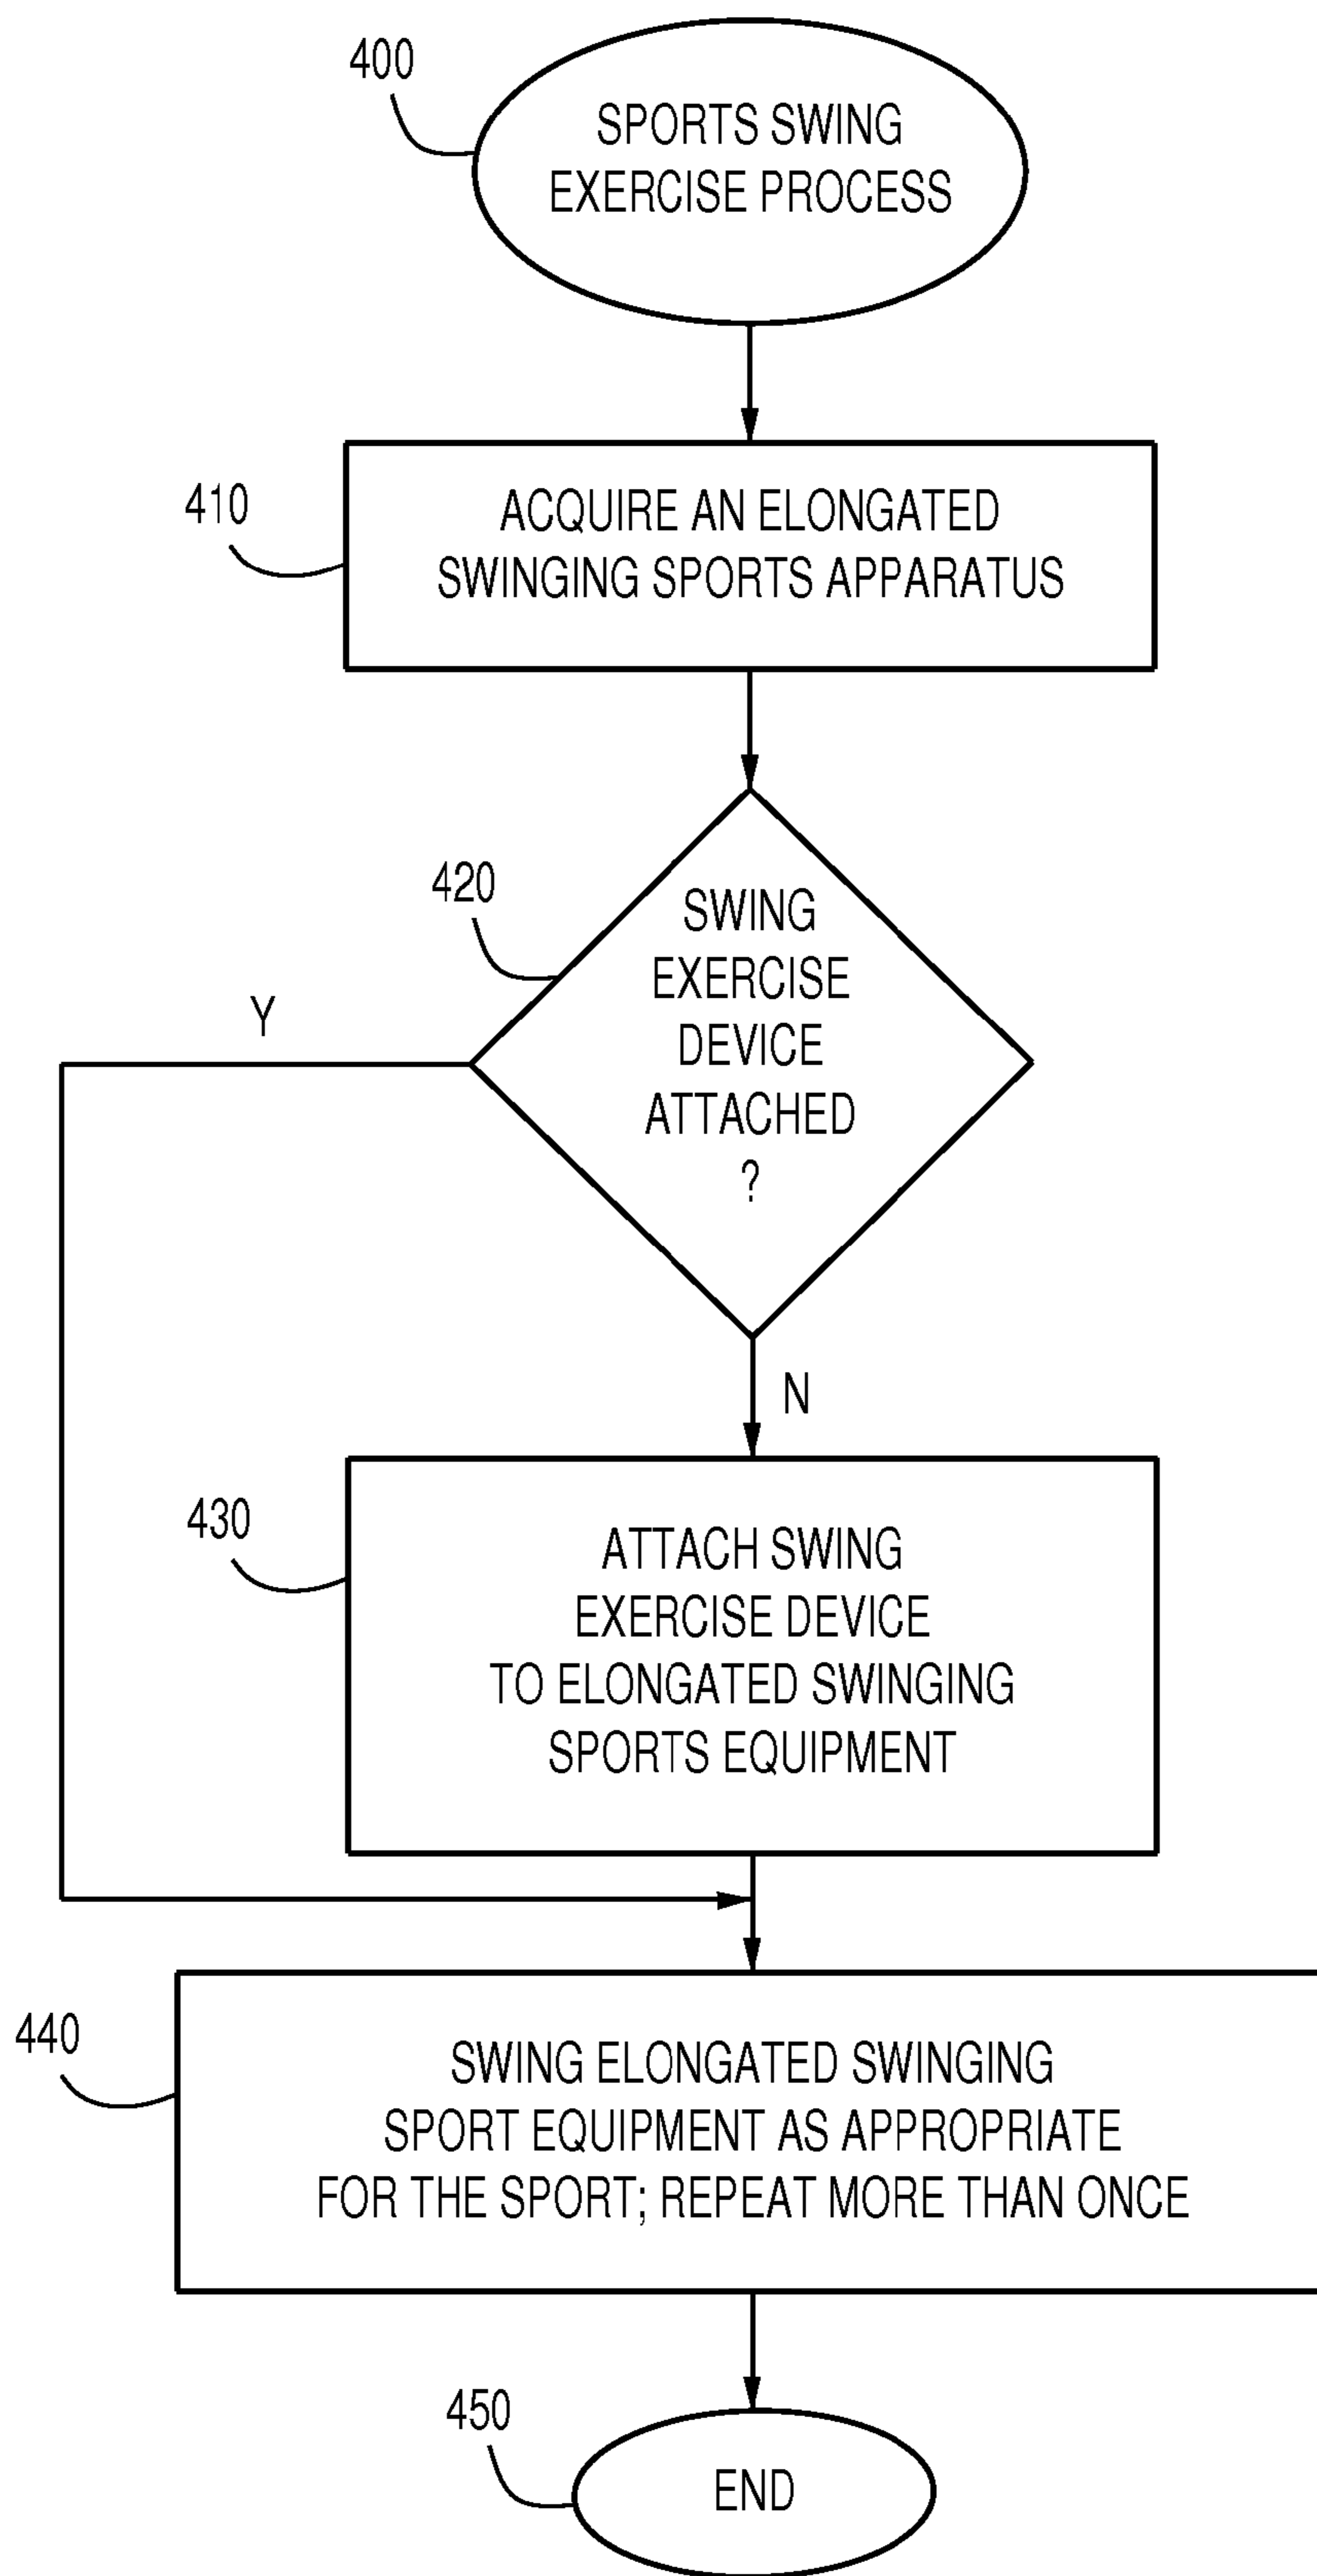 400
SPORTS SWING
EXERCISE PROCESS
410
ACQUIRE AN ELONGATED
SWINGING SPORTS APPARATUS
420
SWING
EXERCISE
DEVICE
ATTACHED
?
Y
N
430
ATTACH SWING
EXERCISE DEVICE
TO ELONGATED SWINGING
SPORTS EQUIPMENT
440
SWING ELONGATED SWINGING
SPORT EQUIPMENT AS APPROPRIATE
FOR THE SPORT; REPEAT MORE THAN ONCE
450
END